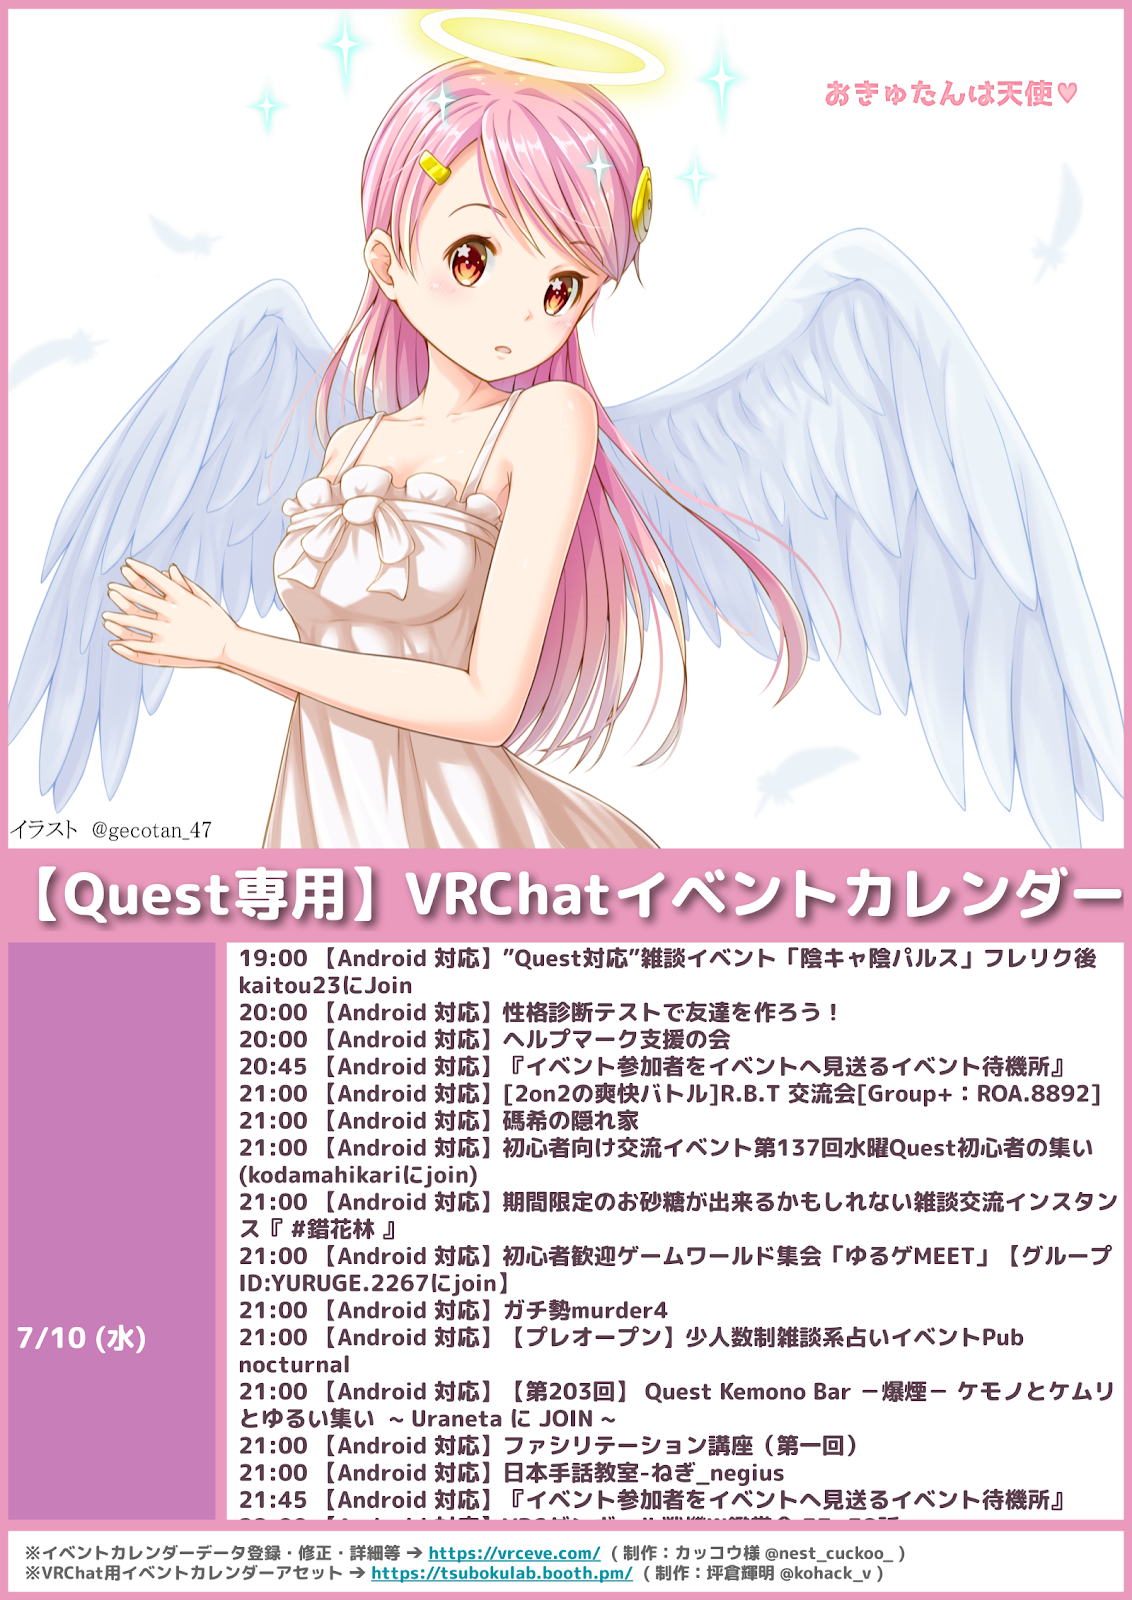 おきゅたんは天使♥
イラスト @gecotan_47
【Quest専用】VRChatイベントカレンダー
19:00 【Android 対応】”Quest対応”雑談イベント「陰キャ陰パルス」フレリク後
kaitou23にJoin
20:00 【Android 対応】性格診断テストで友達を作ろう！
20:00 【Android 対応】ヘルプマーク支援の会
20:45 【Android 対応】『イベント参加者をイベントへ見送るイベント待機所』
21:00 【Android 対応】[2on2の爽快バトル]R.B.T 交流会[Group+：ROA.8892]
21:00 【Android 対応】碼希の隠れ家
21:00 【Android 対応】初心者向け交流イベント第137回水曜Quest初心者の集い
(kodamahikariにjoin)
21:00 【Android 対応】期間限定のお砂糖が出来るかもしれない雑談交流インスタン
ス『 #錯花林 』
21:00 【Android 対応】初心者歓迎ゲームワールド集会「ゆるゲMEET」【グループ
ID:YURUGE.2267にjoin】
21:00 【Android 対応】ガチ勢murder4
7/10 (水)
21:00 【Android 対応】【プレオープン】少人数制雑談系占いイベントPub
nocturnal
21:00 【Android 対応】【第203回】 Quest Kemono Bar －爆煙－ ケモノとケムリ
とゆるい集い ~ Uraneta に JOIN ~
21:00 【Android 対応】ファシリテーション講座（第一回）
21:00 【Android 対応】日本手話教室-ねぎ_negius
21:45 【Android 対応】『イベント参加者をイベントへ見送るイベント待機所』
※イベントカレンダーデータ登録・修正・詳細等 → https://vrceve.com/ ( 制作：カッコウ様 @nest_cuckoo_ )
※VRChat用イベントカレンダーアセット → https://tsubokulab.booth.pm/ ( 制作：坪倉輝明 @kohack_v )